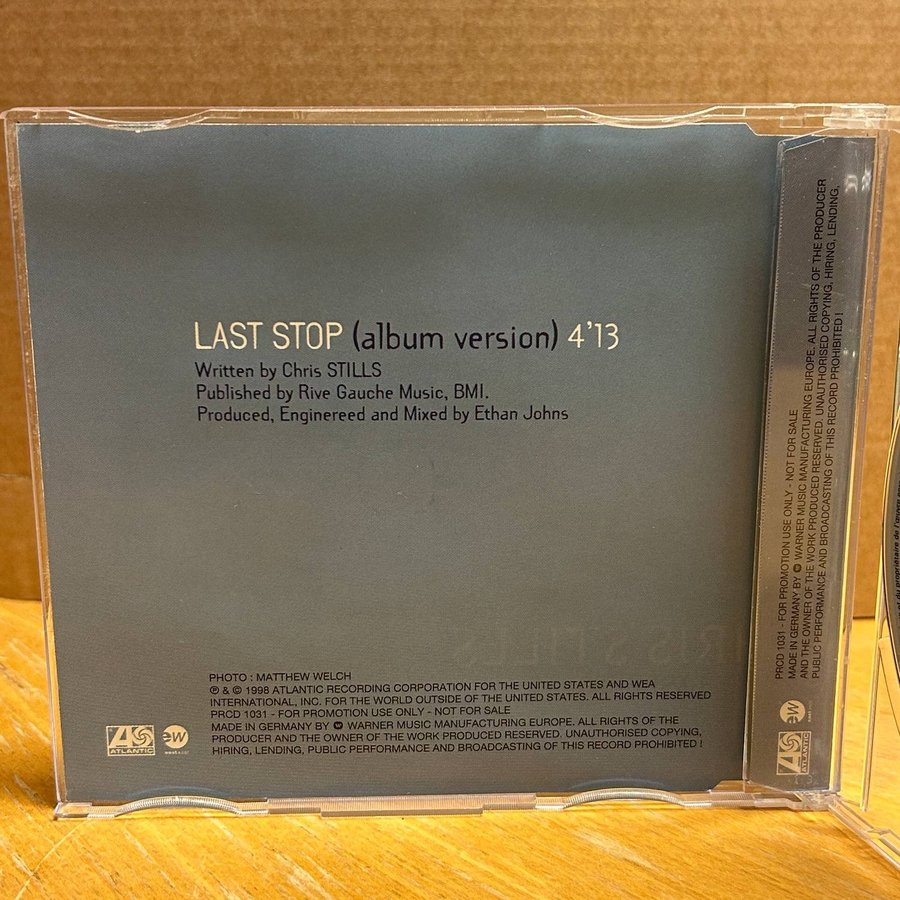 LAST STOP (album version) 4'13
Written by Chris STILLS
Published by Rive Gauche Music, BMI.
Produced, Enginereed and Mixed by Ethan Johns
PHOTO : MATTHEW WELCH
℗ & © 1998 ATLANTIC RECORDING CORPORATION FOR THE UNITED STATES AND WEA
INTERNATIONAL, INC. FOR THE WORLD OUTSIDE OF THE UNITED STATES. ALL RIGHTS RESERVED
PRCD 1031 - FOR PROMOTION USE ONLY - NOT FOR SALE
MADE IN GERMANY BY WARNER MUSIC MANUFACTURING EUROPE. ALL RIGHTS OF THE
PRODUCER AND THE OWNER OF THE WORK PRODUCED RESERVED. UNAUTHORISED COPYING,
HIRING, LENDING, PUBLIC PERFORMANCE AND BROADCASTING OF THIS RECORD PROHIBITED !
ATLANTIC
ew
PRCD 1031 - FOR PROMOTION USE ONLY - NOT FOR SALE
MADE IN GERMANY BY WARNER MUSIC MANUFACTURING EUROPE. ALL RIGHTS OF THE PRODUCER
AND THE OWNER OF THE WORK PRODUCED RESERVED. UNAUTHORISED COPYING, HIRING, LENDING,
PUBLIC PERFORMANCE AND BROADCASTING OF THIS RECORD PROHIBITED !
ew
ATLANTIC